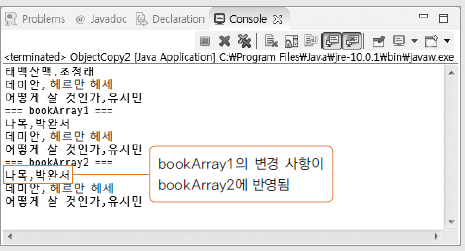 Problems @ Javadoc Declaration Console
<terminated> ObjectCopy2 [Java Application] C:₩Program Files₩Java₩jre-10.0.1₩bin₩javaw.exe
태백산맥,조정래
데미안, 헤르만 헤세
어떻게 살 것인가,유시민
=== bookArray1 ===
나목,박완서
데미안, 헤르만 헤세
어떻게 살 것인가,유시민
=== bookArray2 ===
나목,박완서
데미안, 헤르만 헤세
어떻게 살 것인가,유시민
bookArray1의 변경 사항이
bookArray2에 반영됨